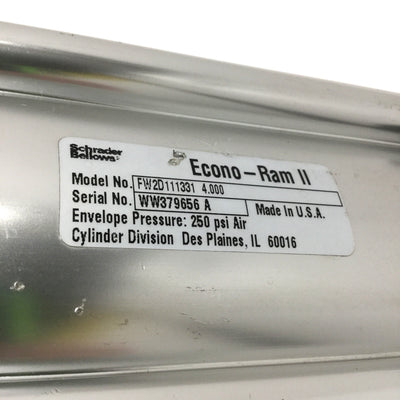 Schrader
Bellows
Econo-Ram II
Model No. FW2D111331 4.000
Serial No. WW379656 A
Made In U.S.A.
Envelope Pressure: 250 psi Air
Cylinder Division Des Plaines, IL 60016